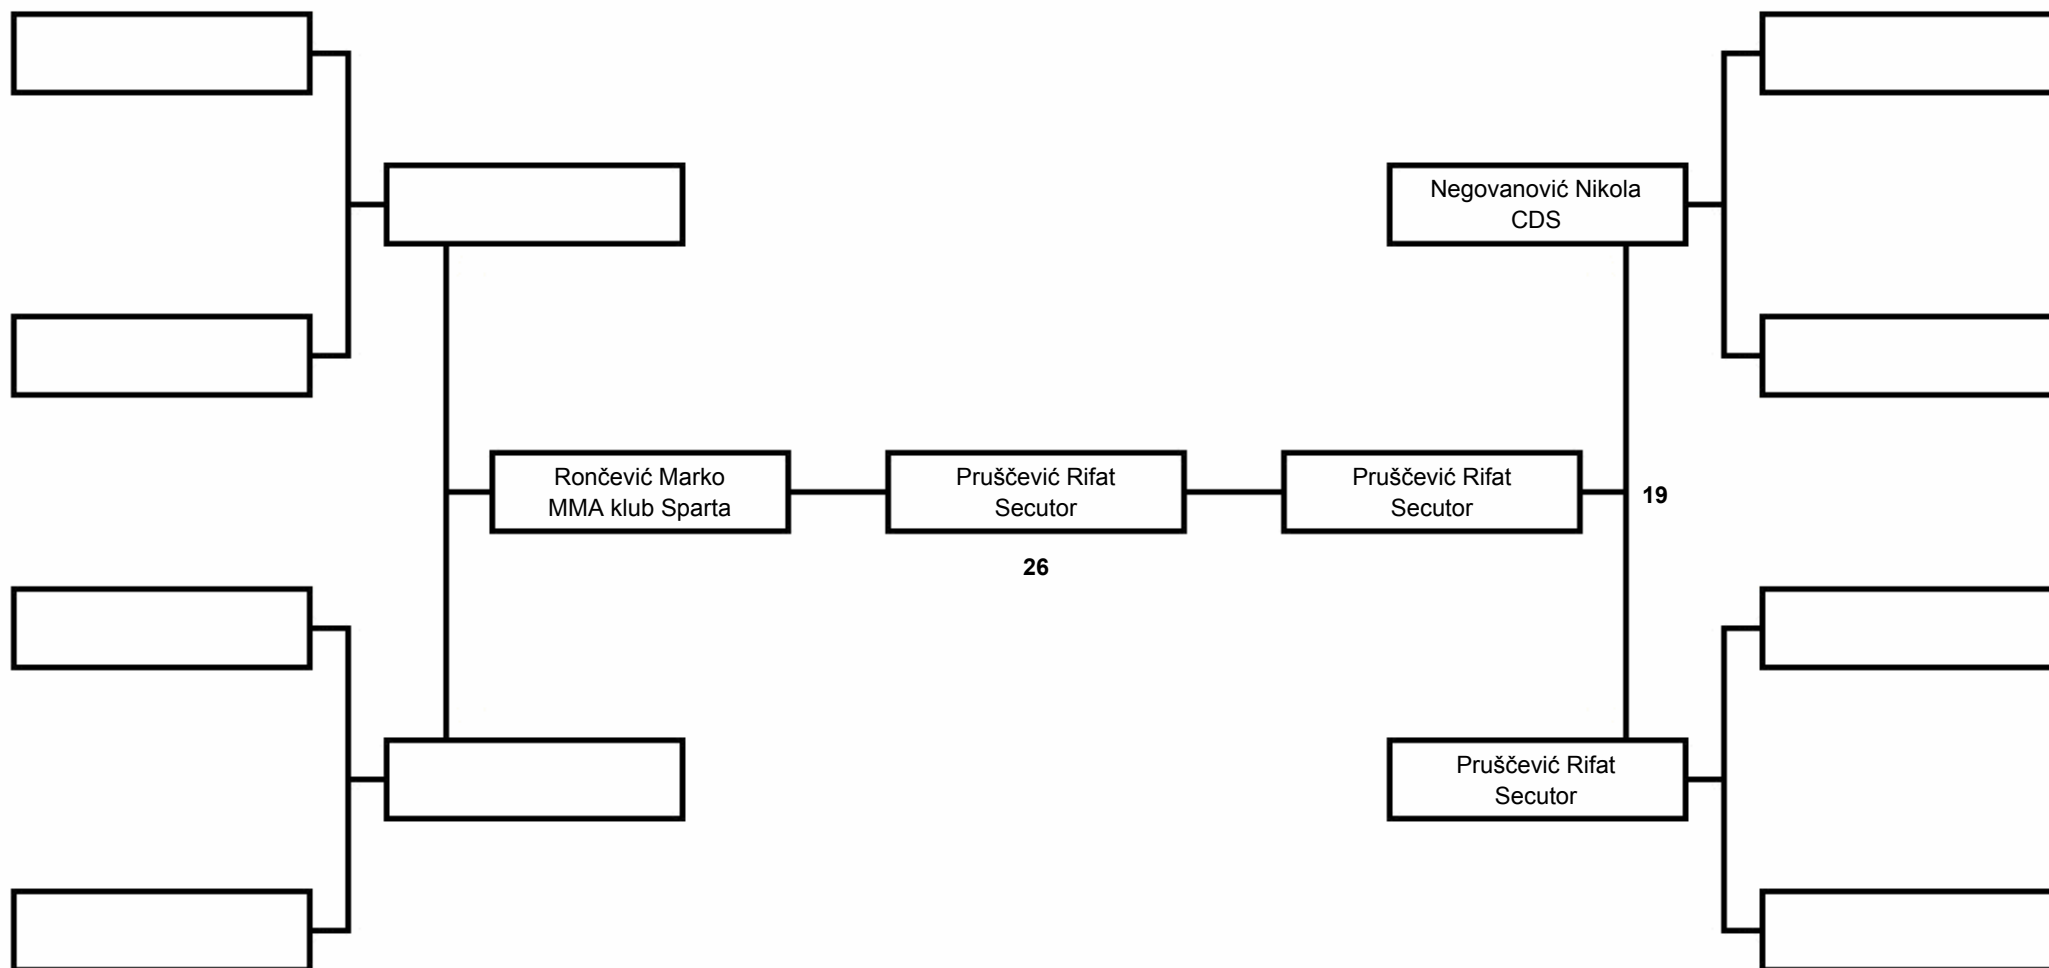 Negovanović Nikola
CDS
Rončević Marko
MMA klub Sparta
Pruščević Rifat
Secutor
26
Pruščević Rifat
Secutor
19
Pruščević Rifat
Secutor